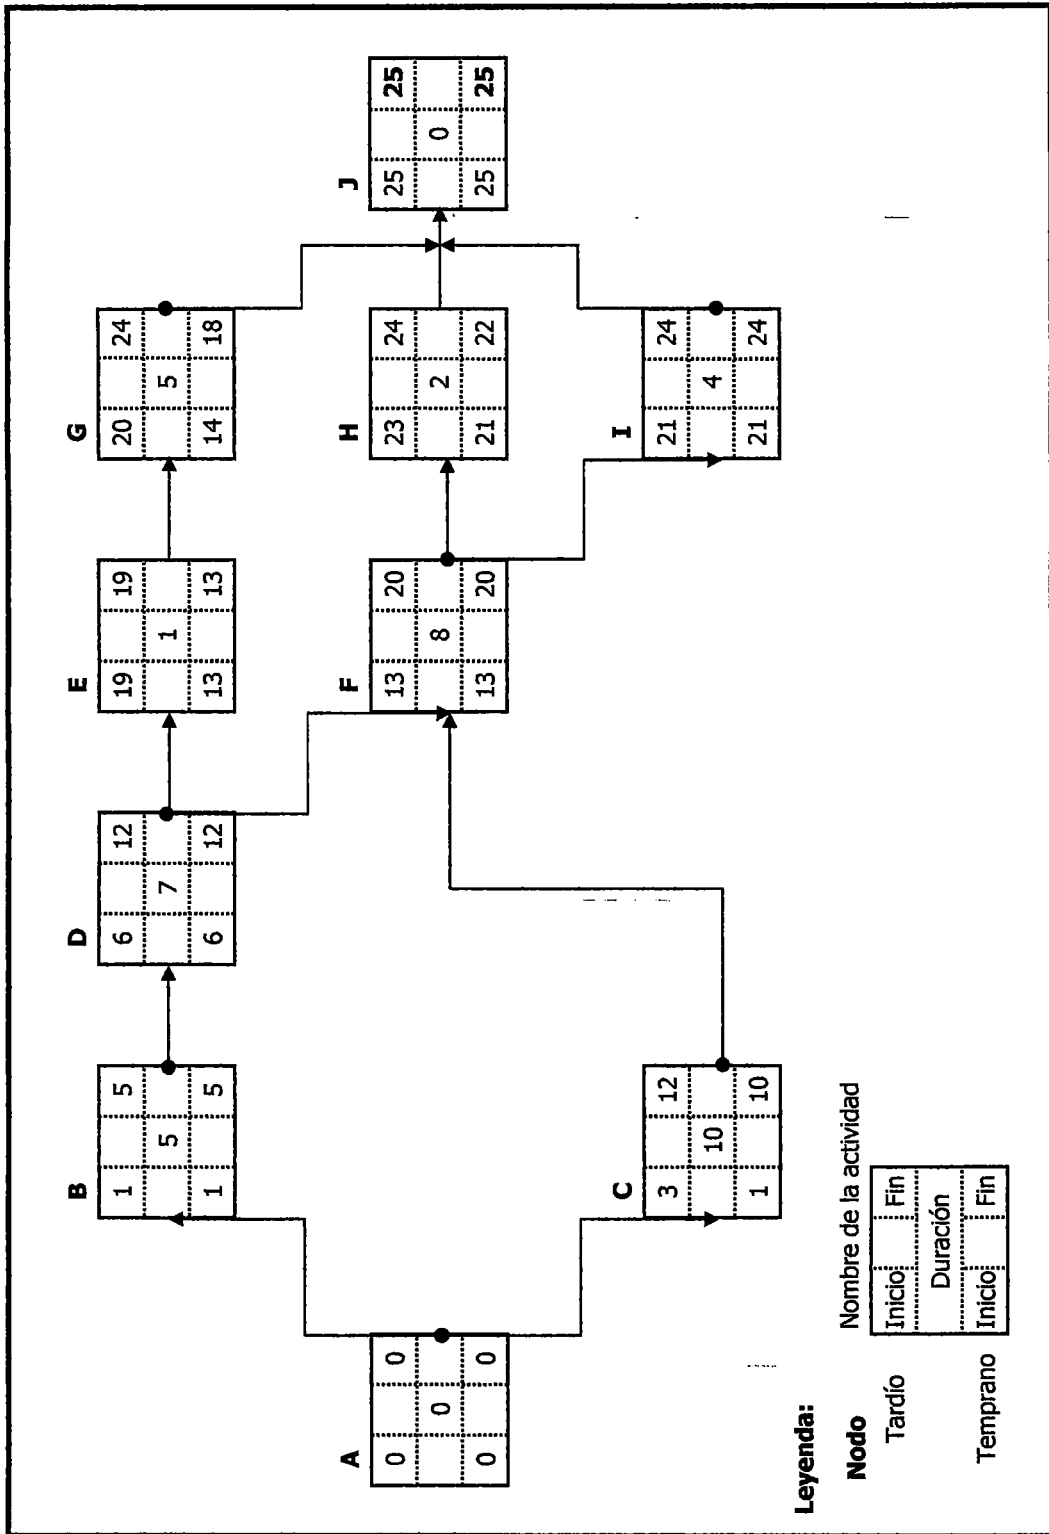 B
1 5
5
1 5
D
6 12
7
6 12
E
19 19
1
13 13
G
20 24
5
14 18
A
0 0
0
0 0
F
13 20
8
13 20
H
23 24
2
21 22
J
25 25
0
25 25
C
3 12
10
1 10
I
21 24
4
21 24
Leyenda:
Nodo
Nombre de la actividad
Tardío Inicio Fin
Duración
Temprano Inicio Fin